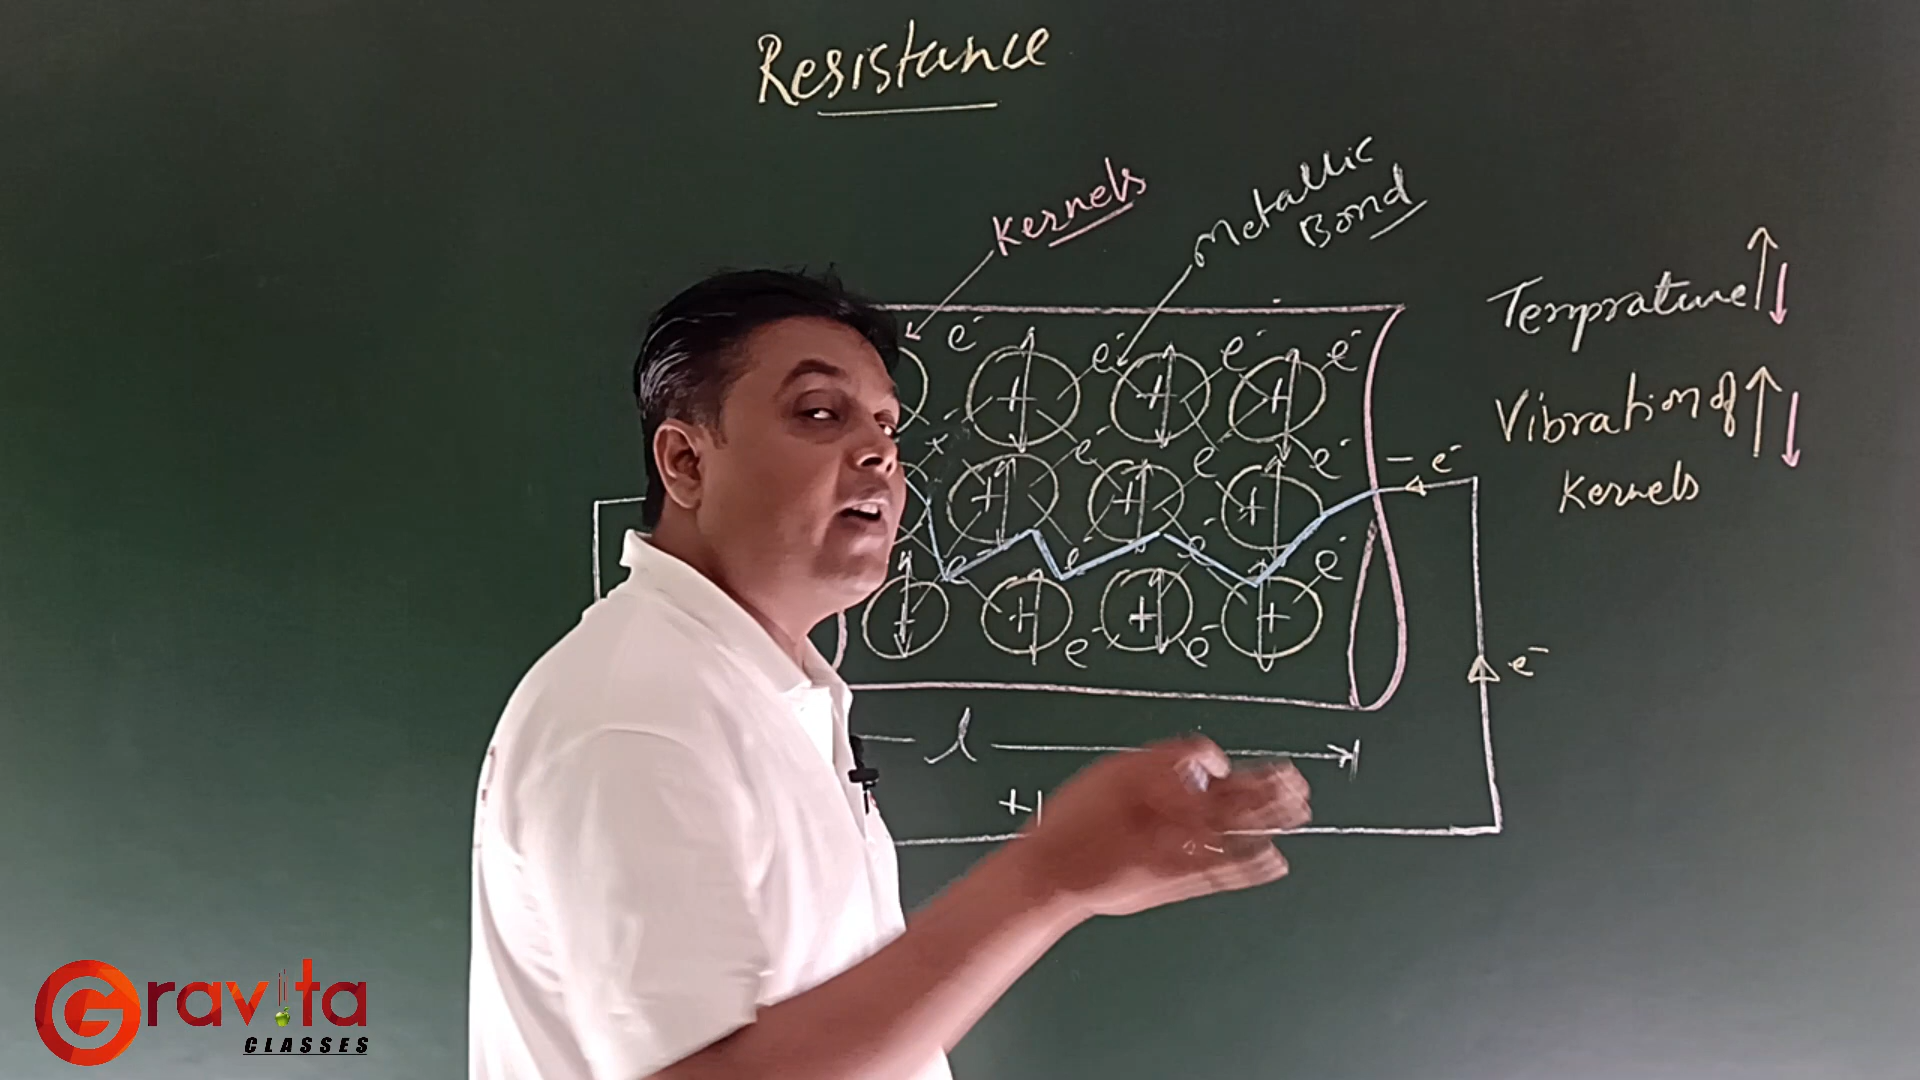 Resistance
Kernels
Metallic
Bond
Temprature
Vibration of
Kernels
e⁻ e⁻ e⁻ e⁻
+ + +
e⁻ e⁻ e⁻
- e⁻
+ + +
e⁻ e⁻ e⁻ e⁻
+ + + +
e⁻ e⁻
e⁻
l
+
Gravita
CLASSES